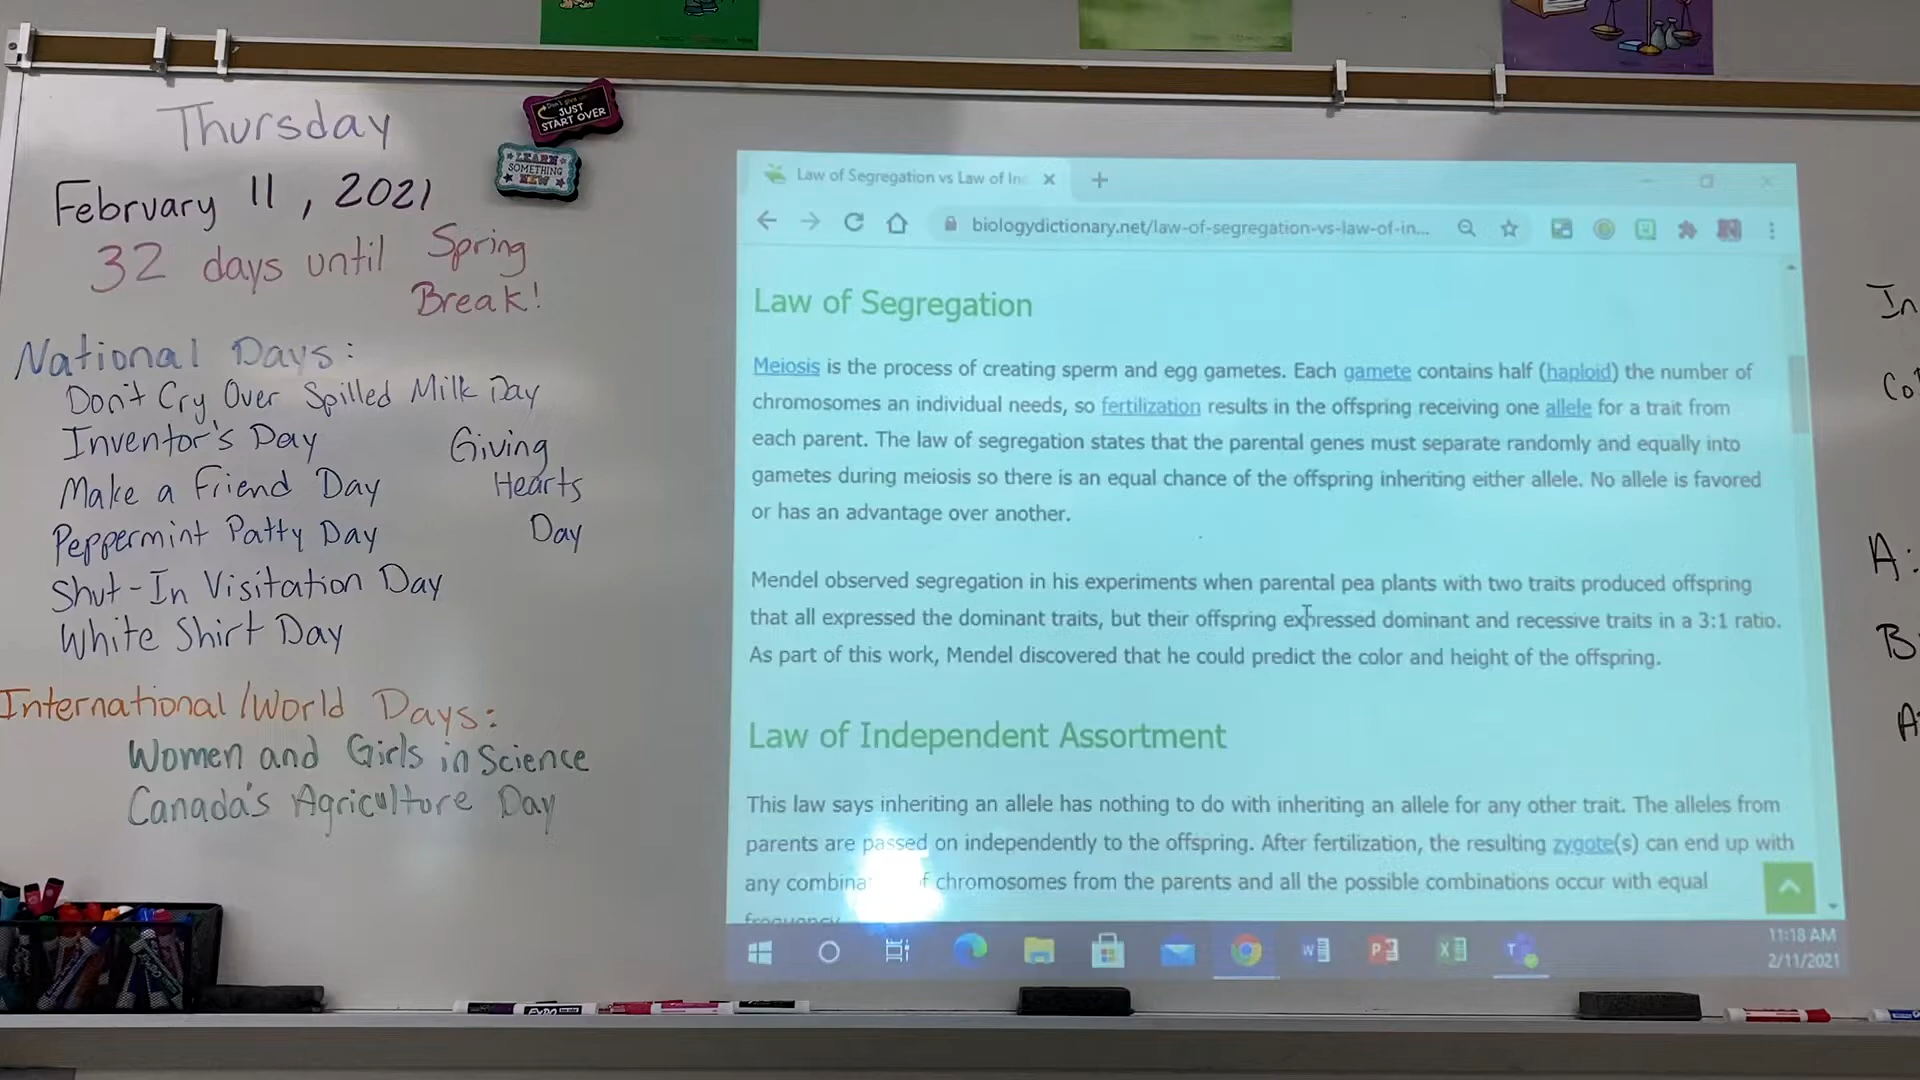 Thursday
February 11, 2021
32 days until Spring
Break!
National Days:
Don't Cry Over Spilled Milk Day
Inventor's Day
Make a Friend Day
Peppermint Patty Day
Shut-In Visitation Day
White Shirt Day
Giving
Hearts
Day
International/World Days:
Women and Girls in Science
Canada's Agriculture Day
Don't give up
JUST
START OVER
LEARN
SOMETHING
NEW
Law of Segregation vs Law of In
biologydictionary.net/law-of-segregation-vs-law-of-in...
Law of Segregation
Meiosis is the process of creating sperm and egg gametes. Each gamete contains half (haploid) the number of
chromosomes an individual needs, so fertilization results in the offspring receiving one allele for a trait from
each parent. The law of segregation states that the parental genes must separate randomly and equally into
gametes during meiosis so there is an equal chance of the offspring inheriting either allele. No allele is favored
or has an advantage over another.
Mendel observed segregation in his experiments when parental pea plants with two traits produced offspring
that all expressed the dominant traits, but their offspring expressed dominant and recessive traits in a 3:1 ratio.
As part of this work, Mendel discovered that he could predict the color and height of the offspring.
Law of Independent Assortment
This law says inheriting an allele has nothing to do with inheriting an allele for any other trait. The alleles from
parents are passed on independently to the offspring. After fertilization, the resulting zygote(s) can end up with
any combina f chromosomes from the parents and all the possible combinations occur with equal
frequency
11:18 AM
2/11/2021
In
Co
A:
B
A
EXPO